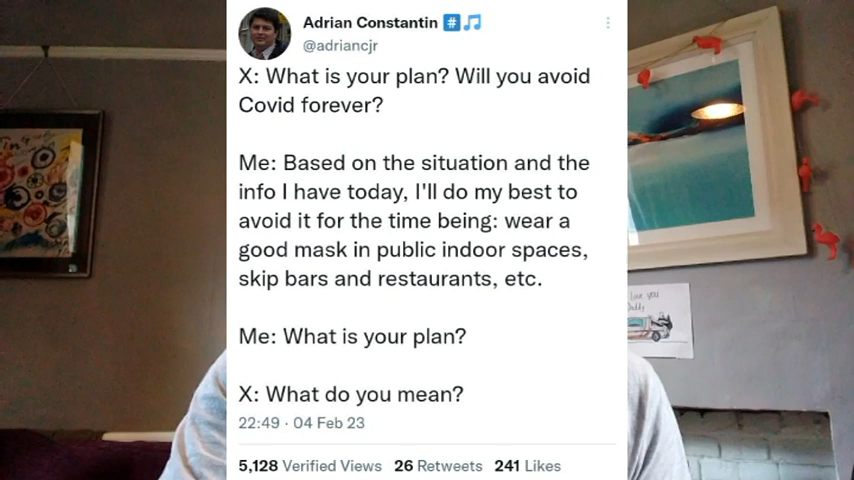 Adrian Constantin #️⃣🎵
@adriancjr
X: What is your plan? Will you avoid
Covid forever?
Me: Based on the situation and the
info I have today, I'll do my best to
avoid it for the time being: wear a
good mask in public indoor spaces,
skip bars and restaurants, etc.
Me: What is your plan?
X: What do you mean?
22:49 · 04 Feb 23
5,128 Verified Views 26 Retweets 241 Likes
love you